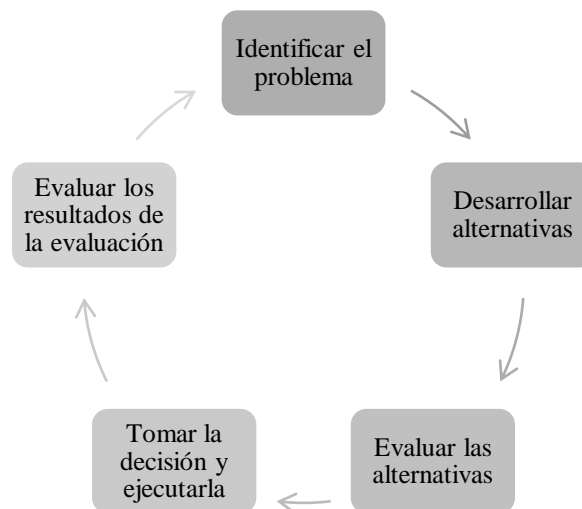 Identificar el
problema
Desarrollar
alternativas
Evaluar las
alternativas
Tomar la
decisión y
ejecutarla
Evaluar los
resultados de
la evaluación